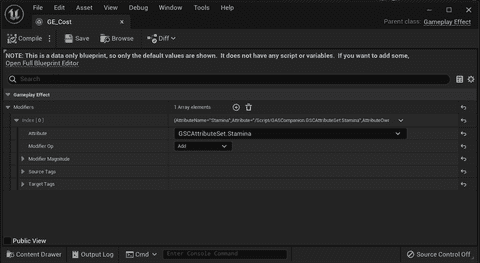 File Edit Asset View Debug Window Tools Help
GE_Cost
Parent class: Gameplay Effect
Compile Save Browse Diff
NOTE: This is a data only blueprint, so only the default values are shown. It does not have any script or variables. If you want to add some,
Open Full Blueprint Editor
Search
Gameplay Effect
Modifiers 1 Array elements
Index [ 0 ] (AttributeName="Stamina",Attribute="/Script/GASCompanion.GSCAttributeSet:Stamina",AttributeOwn
Attribute GSCAttributeSet.Stamina
Modifier Op Add
Modifier Magnitude
Source Tags
Target Tags
Public View
Content Drawer Output Log Cmd Enter Console Command Source Control Off